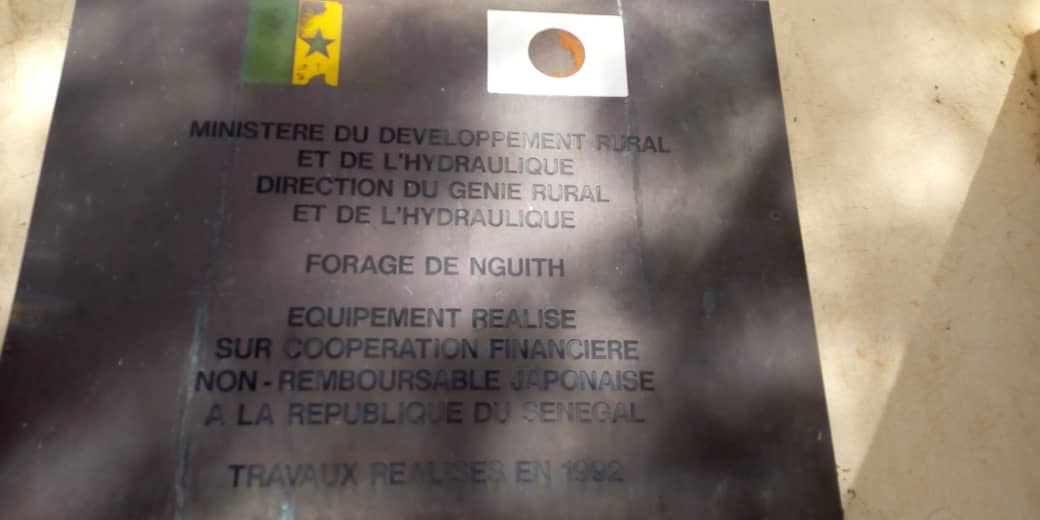 MINISTERE DU DEVELOPPEMENT RURAL
ET DE L'HYDRAULIQUE
DIRECTION DU GENIE RURAL
ET DE L'HYDRAULIQUE
FORAGE DE NGUITH
EQUIPEMENT REALISE
SUR COOPERATION FINANCIERE
NON-REMBOURSABLE JAPONAISE
A LA REPUBLIQUE DU SENEGAL
TRAVAUX REALISES EN 1992